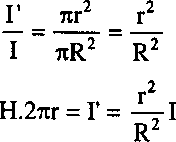 I'/I = πr²/πR² = r²/R²
H.2πr = I' = r²/R² I